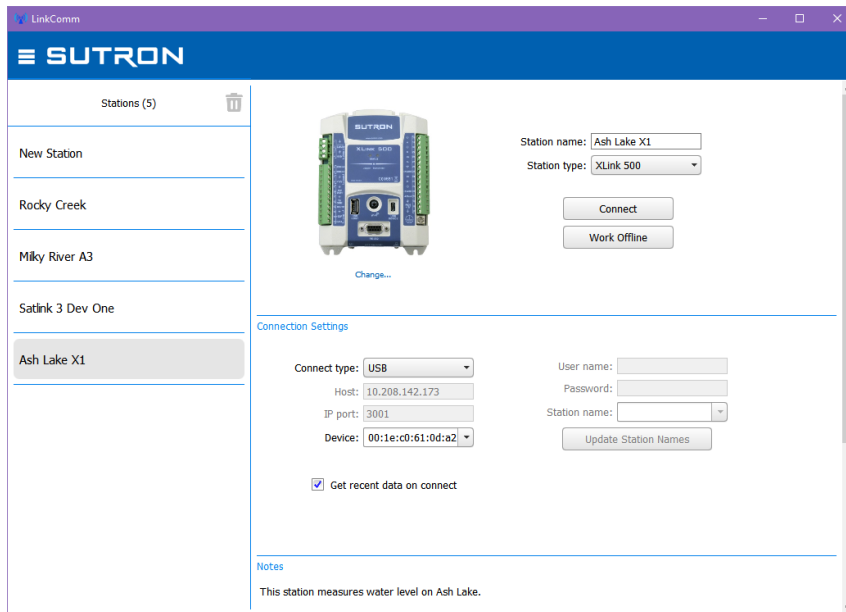 LinkComm
SUTRON
Stations (5)
New Station
Rocky Creek
Milky River A3
Satlink 3 Dev One
Ash Lake X1
SUTRON
XLink 500
Change...
Station name: Ash Lake X1
Station type: XLink 500
Connect
Work Offline
Connection Settings
Connect type: USB
Host: 10.208.142.173
IP port: 3001
Device: 00:1e:c0:61:0d:a2
Get recent data on connect
User name:
Password:
Station name:
Update Station Names
Notes
This station measures water level on Ash Lake.